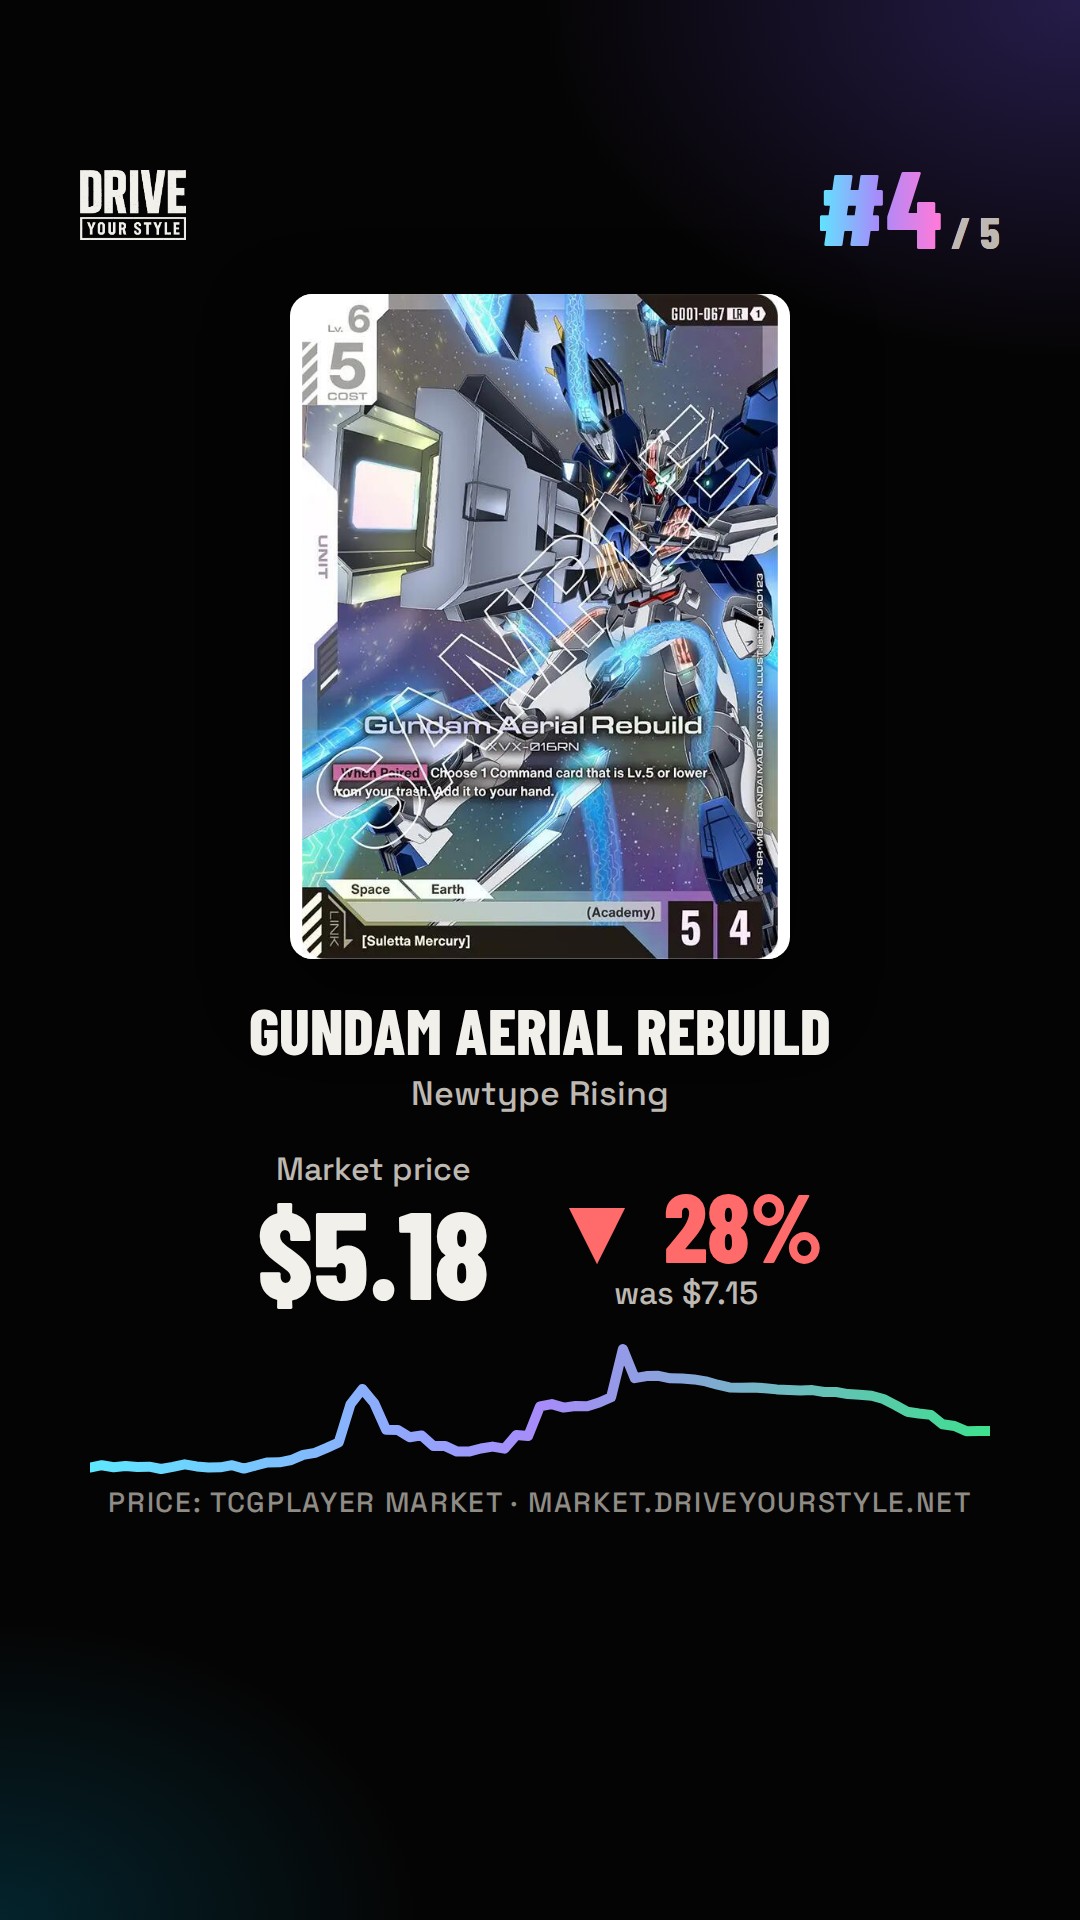 DRIVE
YOUR STYLE
#4 / 5
Lv. 6
5
COST
GD01-067 LR 1
UNIT
SAMPLE
Gundam Aerial Rebuild
XVX-016RN
When Paired Choose 1 Command card that is Lv.5 or lower
from your trash. Add it to your hand.
Space Earth
(Academy)
LINK
[Suletta Mercury]
5 4
GUNDAM AERIAL REBUILD
Newtype Rising
Market price
$5.18
▼ 28%
was $7.15
PRICE: TCGPLAYER MARKET · MARKET.DRIVEYOURSTYLE.NET